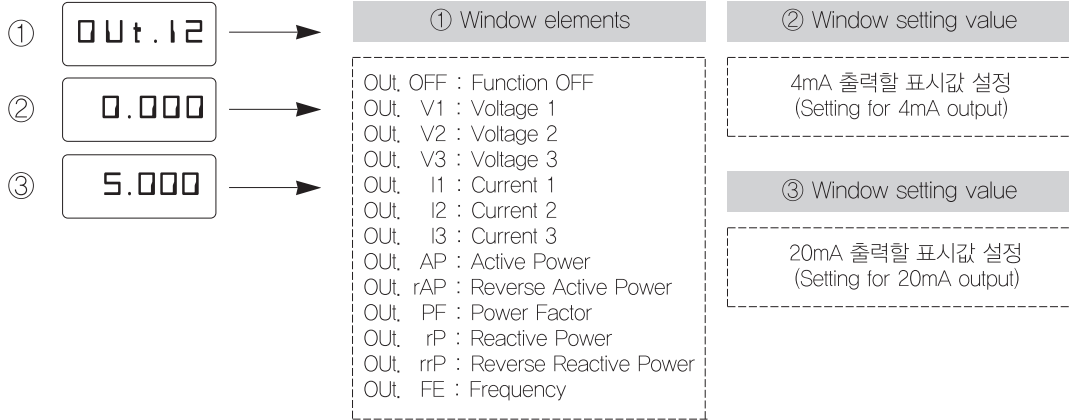 ① OUt.I2
② 0.000
③ 5.000
① Window elements
OUt. OFF : Function OFF
OUt. V1 : Voltage 1
OUt. V2 : Voltage 2
OUt. V3 : Voltage 3
OUt. I1 : Current 1
OUt. I2 : Current 2
OUt. I3 : Current 3
OUt. AP : Active Power
OUt. rAP : Reverse Active Power
OUt. PF : Power Factor
OUt. rP : Reactive Power
OUt. rrP : Reverse Reactive Power
OUt. FE : Frequency
② Window setting value
4mA 출력할 표시값 설정
(Setting for 4mA output)
③ Window setting value
20mA 출력할 표시값 설정
(Setting for 20mA output)